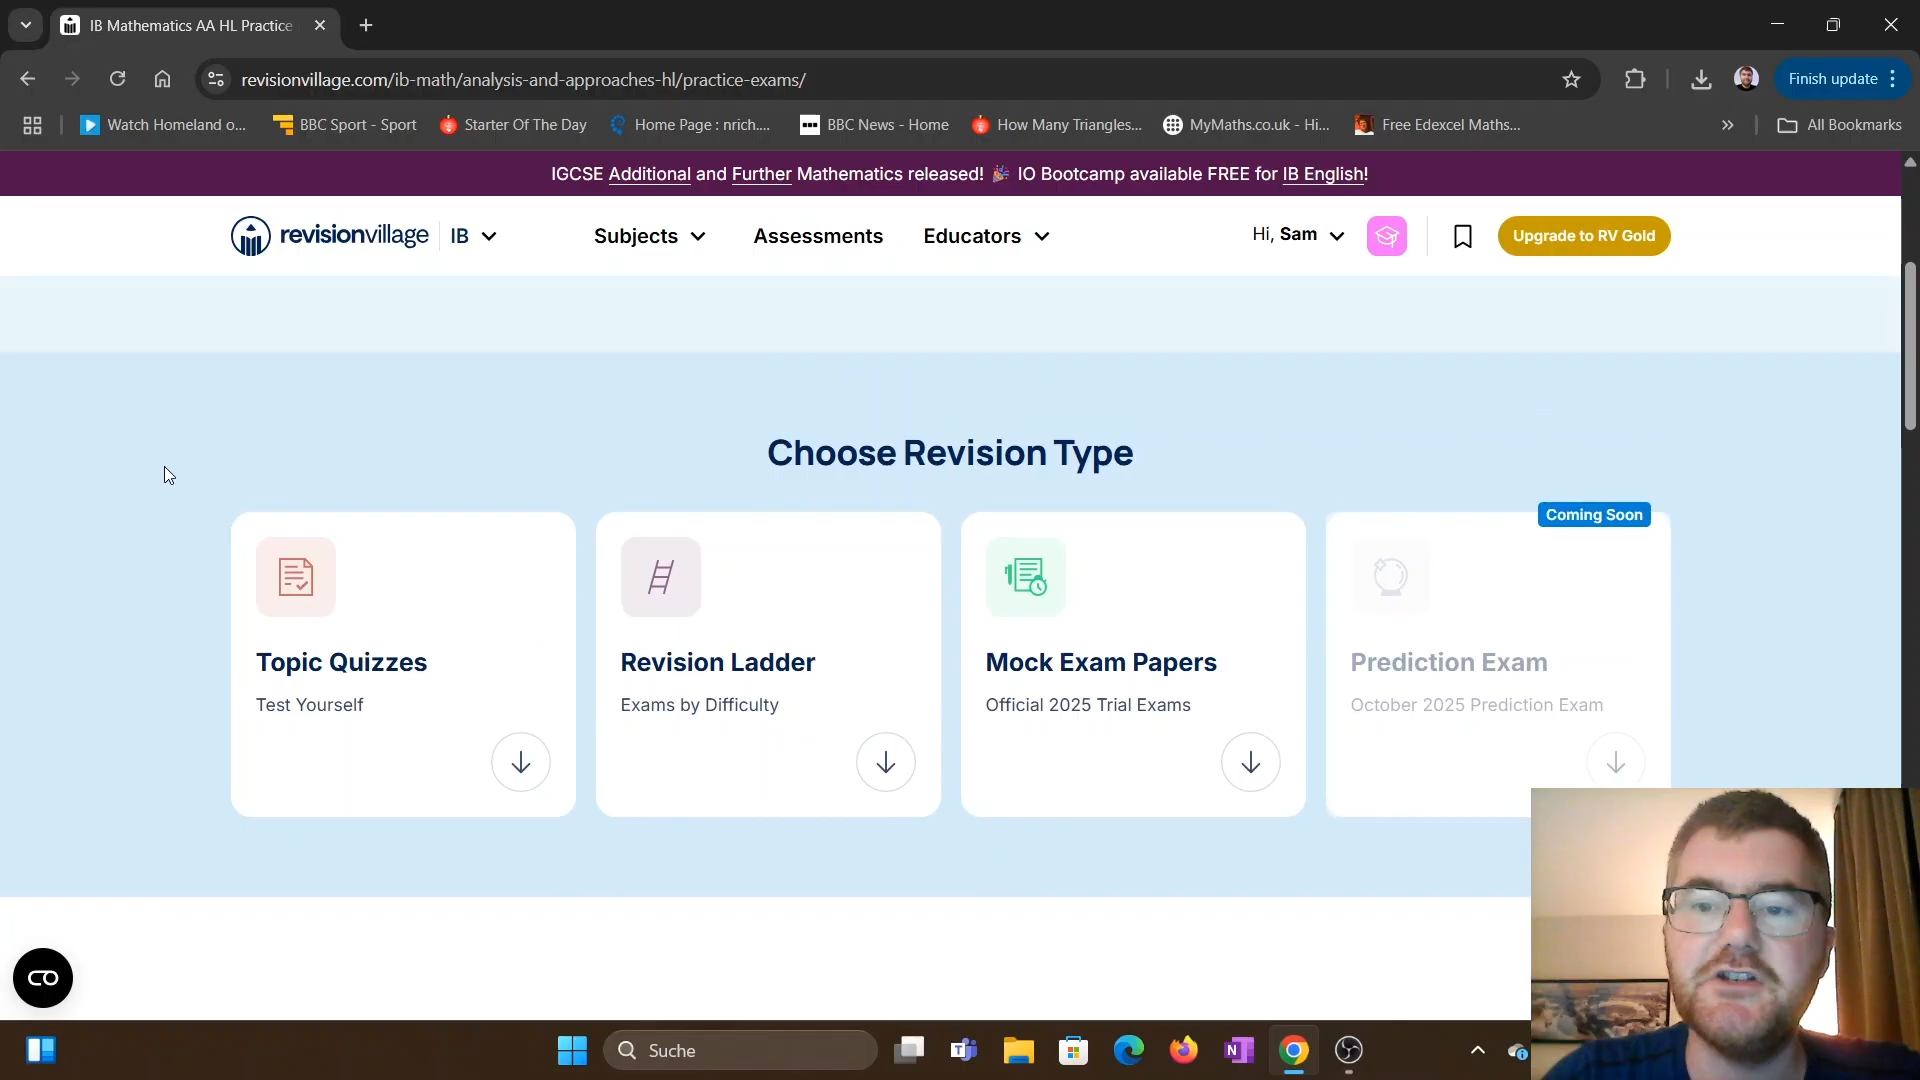 IB Mathematics AA HL Practice
revisionvillage.com/ib-math/analysis-and-approaches-hl/practice-exams/
Finish update
Watch Homeland o...
BBC Sport - Sport
Starter Of The Day
Home Page : nrich....
BBC News - Home
How Many Triangles...
MyMaths.co.uk - Hi...
Free Edexcel Maths...
All Bookmarks
IGCSE Additional and Further Mathematics released! 🎉 IO Bootcamp available FREE for IB English!
revisionvillage
IB
Subjects
Assessments
Educators
Hi, Sam
Upgrade to RV Gold
Choose Revision Type
Coming Soon
Topic Quizzes
Test Yourself
Revision Ladder
Exams by Difficulty
Mock Exam Papers
Official 2025 Trial Exams
Prediction Exam
October 2025 Prediction Exam
Suche